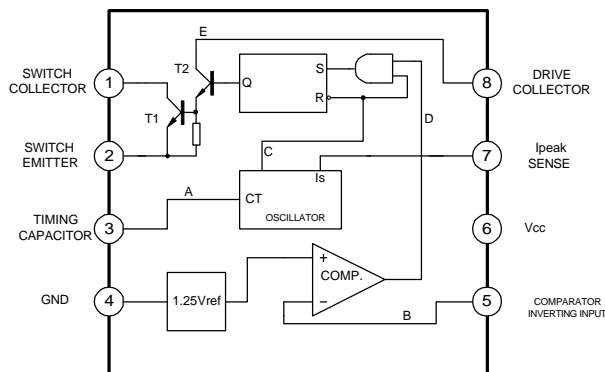 E
T2
SWITCH
COLLECTOR
1
T1
Q
S
R
8
DRIVE
COLLECTOR
D
SWITCH
EMITTER
2
C
Is
7
Ipeak
SENSE
A
CT
OSCILLATOR
TIMING
CAPACITOR
3
6
Vcc
GND
4
1.25Vref
+
COMP.
−
B
5
COMPARATOR
INVERTING INPUT